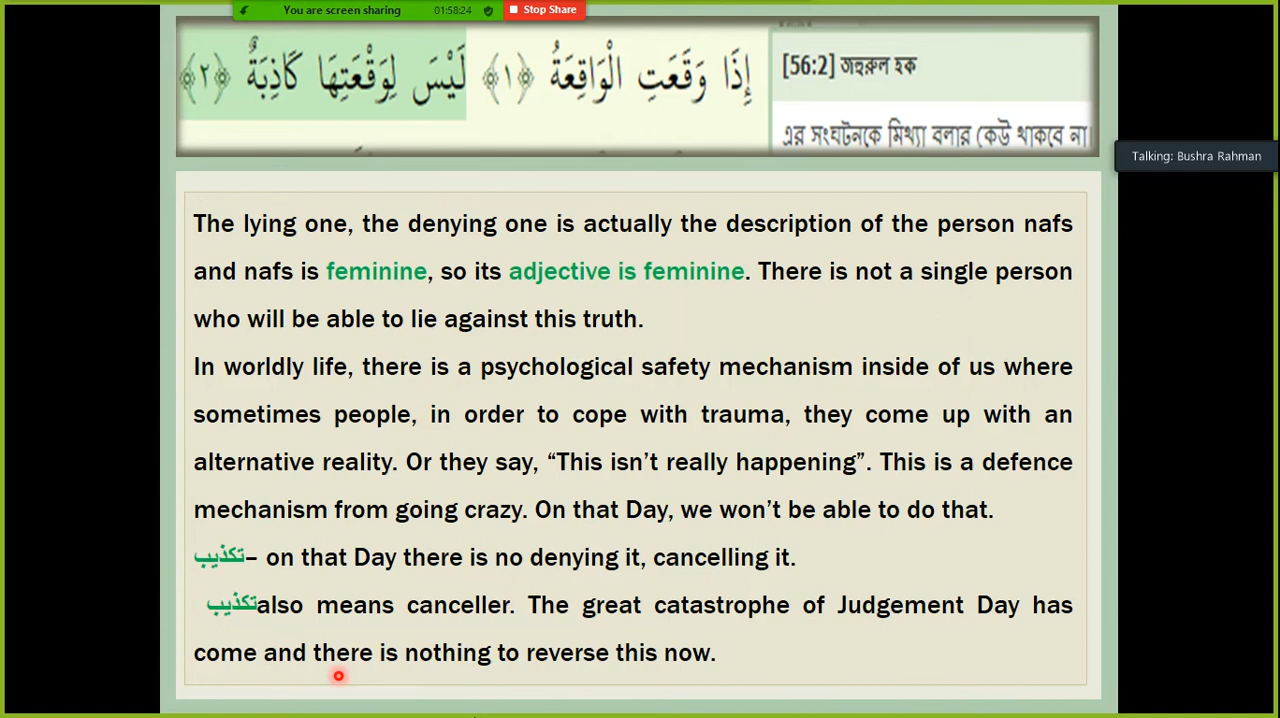 You are screen sharing 01:58:24 Stop Share
إِذَا وَقَعَتِ الْوَاقِعَةُ ﴿١﴾ لَيْسَ لِوَقْعَتِهَا كَاذِبَةٌ ﴿٢﴾
[56:2] জহুরুল হক
এর সংঘটনকে মিথ্যা বলার কেউ থাকবে না
Talking: Bushra Rahman
The lying one, the denying one is actually the description of the person nafs
and nafs is feminine, so its adjective is feminine. There is not a single person
who will be able to lie against this truth.
In worldly life, there is a psychological safety mechanism inside of us where
sometimes people, in order to cope with trauma, they come up with an
alternative reality. Or they say, “This isn’t really happening”. This is a defence
mechanism from going crazy. On that Day, we won’t be able to do that.
تكذيب– on that Day there is no denying it, cancelling it.
تكذيبalso means canceller. The great catastrophe of Judgement Day has
come and there is nothing to reverse this now.